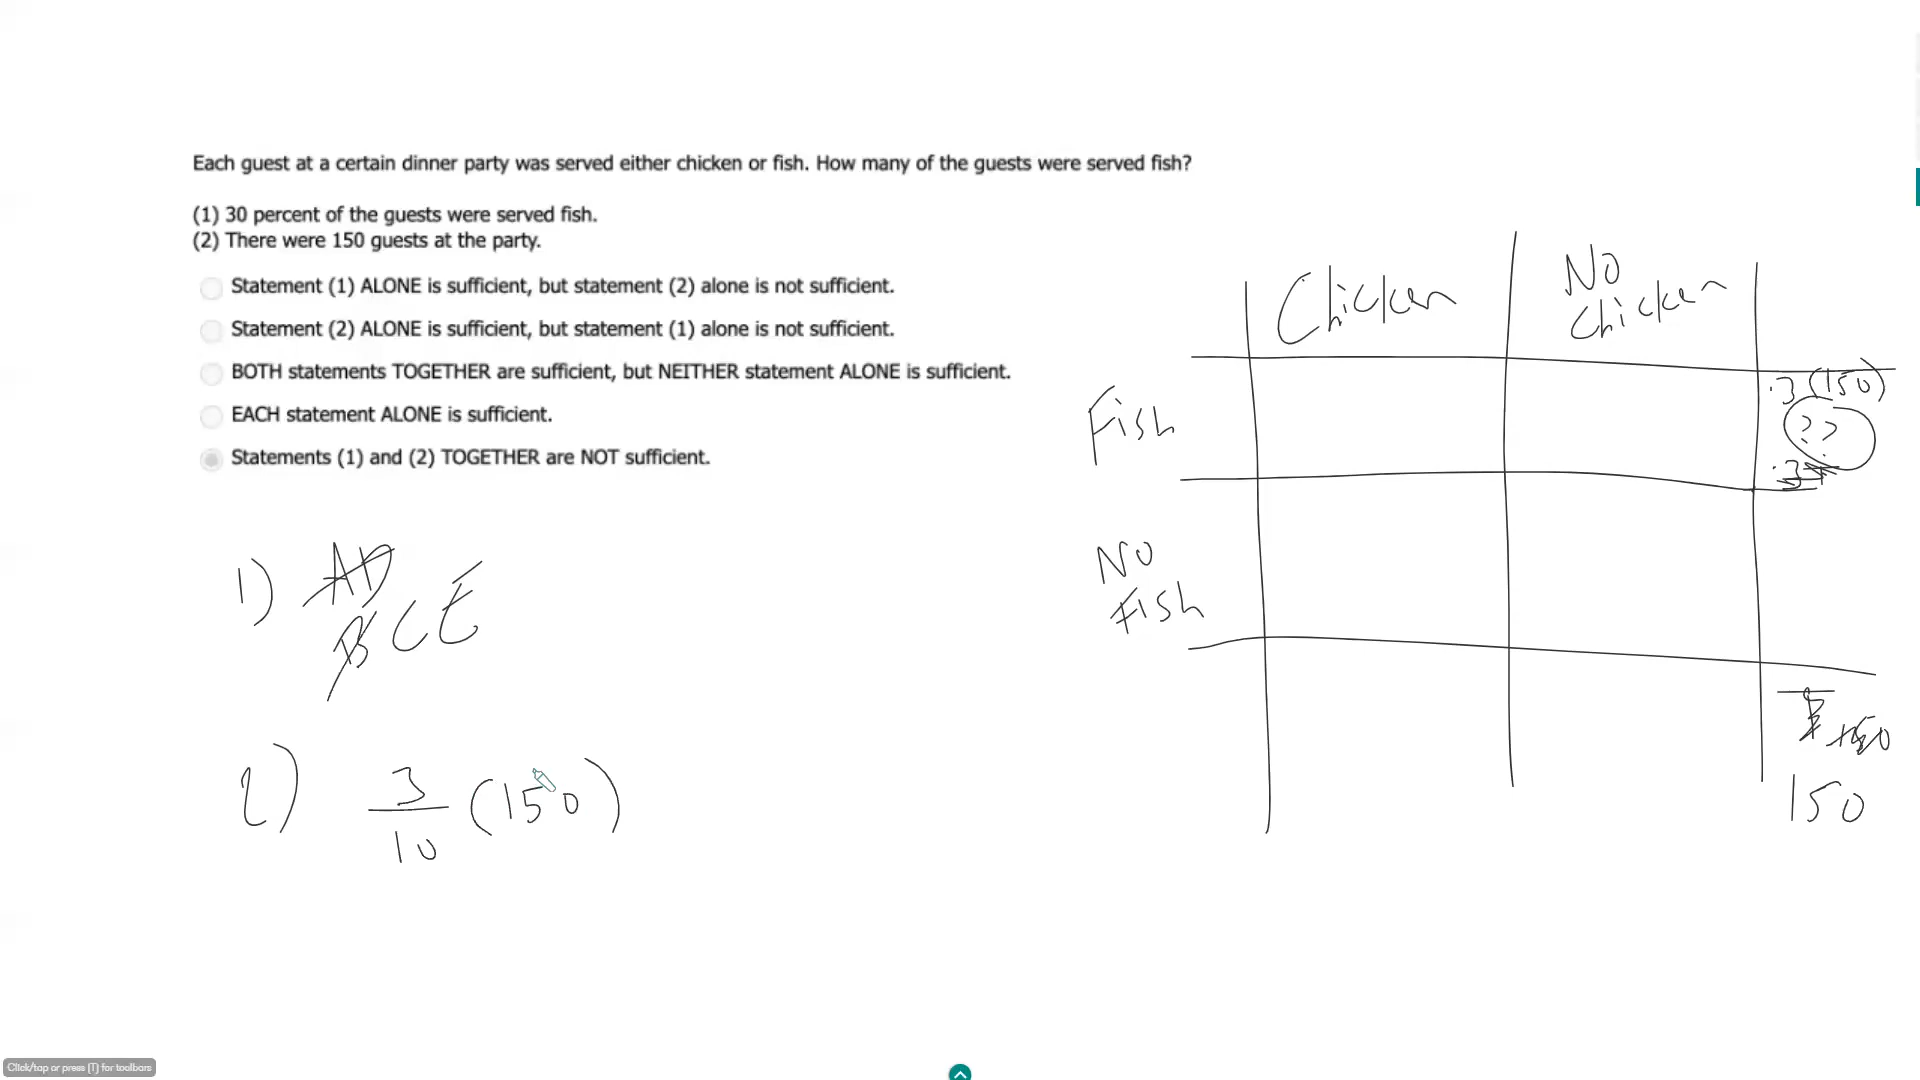 Each guest at a certain dinner party was served either chicken or fish. How many of the guests were served fish?
(1) 30 percent of the guests were served fish.
(2) There were 150 guests at the party.
Statement (1) ALONE is sufficient, but statement (2) alone is not sufficient.
Statement (2) ALONE is sufficient, but statement (1) alone is not sufficient.
BOTH statements TOGETHER are sufficient, but NEITHER statement ALONE is sufficient.
EACH statement ALONE is sufficient.
Statements (1) and (2) TOGETHER are NOT sufficient.
1) AD
B C E
2) 3/10 (150)
Chicken
No
Chicken
Fish
.3 (150)
??
No
Fish
150
Click/tap or press [T] for toolbars